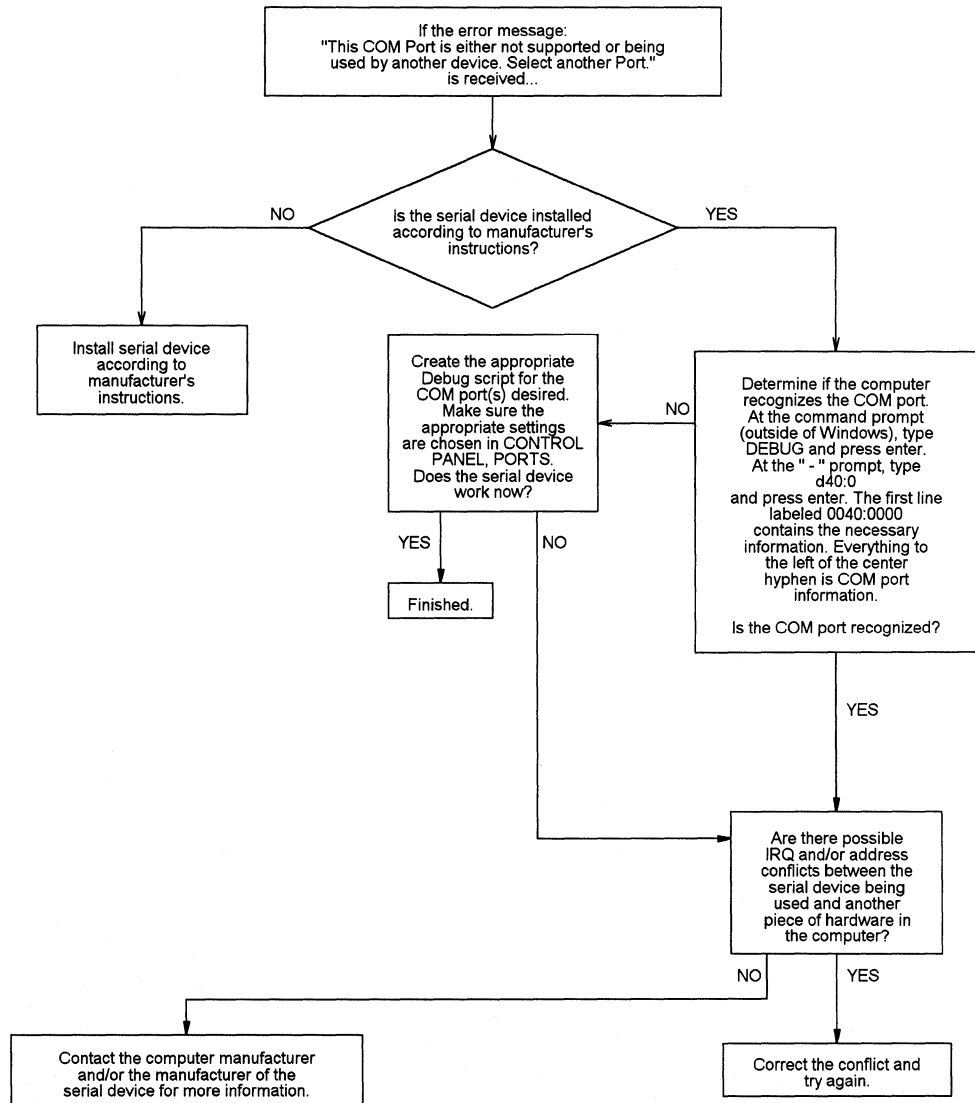 If the error message:
"This COM Port is either not supported or being
used by another device. Select another Port."
is received...
Is the serial device installed
according to manufacturer's
instructions?
NO
YES
Install serial device
according to
manufacturer's
instructions.
Create the appropriate
Debug script for the
COM port(s) desired.
Make sure the
appropriate settings
are chosen in CONTROL
PANEL, PORTS.
Does the serial device
work now?
NO
Determine if the computer
recognizes the COM port.
At the command prompt
(outside of Windows), type
DEBUG and press enter.
At the " - " prompt, type
d40:0
and press enter. The first line
labeled 0040:0000
contains the necessary
information. Everything to
the left of the center
hyphen is COM port
information.
Is the COM port recognized?
YES
NO
Finished.
YES
Are there possible
IRQ and/or address
conflicts between the
serial device being
used and another
piece of hardware in
the computer?
NO
YES
Contact the computer manufacturer
and/or the manufacturer of the
serial device for more information.
Correct the conflict and
try again.